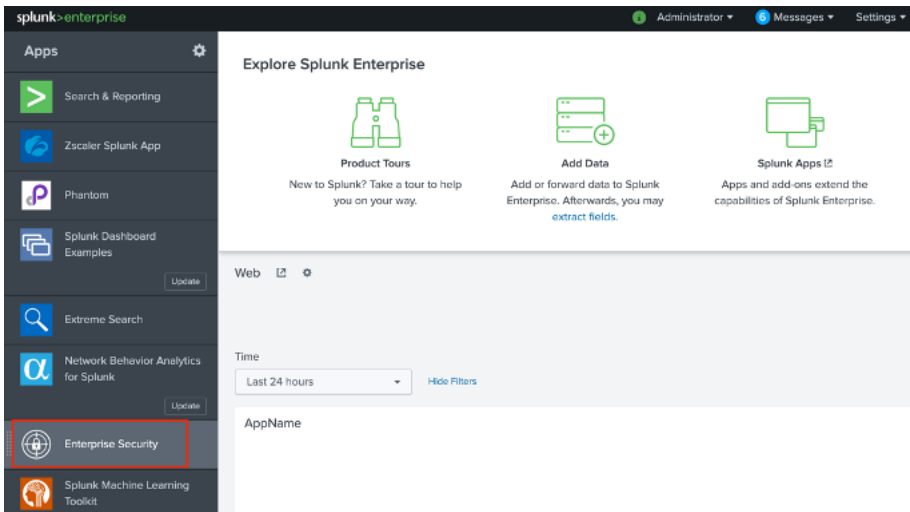 splunk>enterprise
Administrator
6 Messages
Settings
Apps
Search & Reporting
Zscaler Splunk App
Phantom
Splunk Dashboard
Examples
Update
Extreme Search
Network Behavior Analytics
for Splunk
Update
Enterprise Security
Splunk Machine Learning
Toolkit
Explore Splunk Enterprise
Product Tours
New to Splunk? Take a tour to help
you on your way.
Add Data
Add or forward data to Splunk
Enterprise. Afterwards, you may
extract fields.
Splunk Apps
Apps and add-ons extend the
capabilities of Splunk Enterprise.
Web
Time
Last 24 hours
Hide Filters
AppName